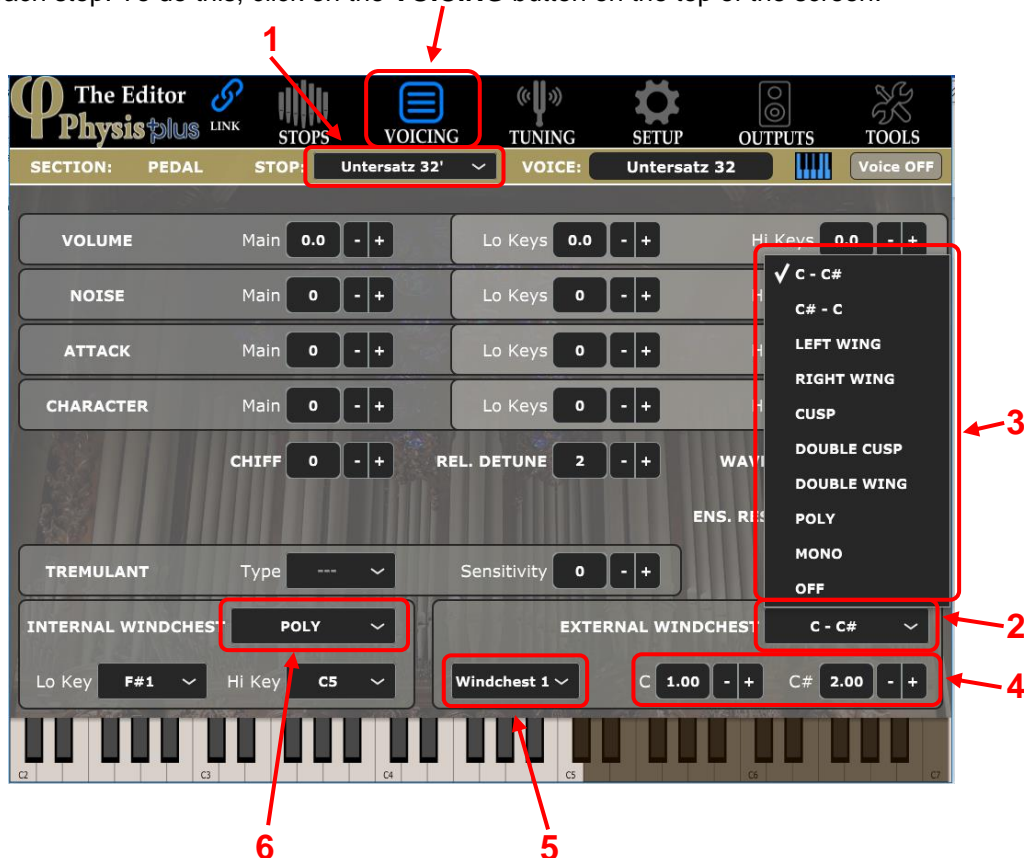 ach stop. To do this, click on the VOICING button on the top of the screen.
1
The Editor
Physis plus
LINK
STOPS
VOICING
TUNING
SETUP
OUTPUTS
TOOLS
SECTION: PEDAL STOP: Untersatz 32' VOICE: Untersatz 32 Voice OFF
VOLUME Main 0.0 - + Lo Keys 0.0 - + Hi Keys 0.0 - +
NOISE Main 0 - + Lo Keys 0 - + H
ATTACK Main 0 - + Lo Keys 0 - + H
CHARACTER Main 0 - + Lo Keys 0 - + H
✓ C - C#
C# - C
LEFT WING
RIGHT WING
CUSP
DOUBLE CUSP
DOUBLE WING
POLY
MONO
OFF
3
CHIFF 0 - + REL. DETUNE 2 - +
ENS.
TREMULANT Type --- Sensitivity 0 - +
INTERNAL WINDCHEST POLY EXTERNAL WINDCHEST C - C#
2
Lo Key F#1 Hi Key C5 Windchest 1 C 1.00 - + C# 2.00 - +
4
C2 C3 C4 C5 C6 C7
6
5